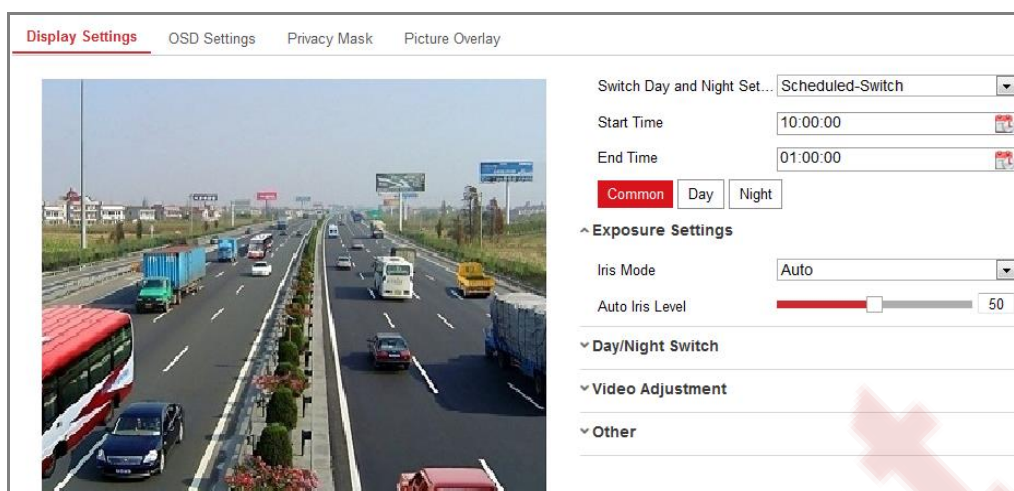 Display Settings OSD Settings Privacy Mask Picture Overlay
Switch Day and Night Set... Scheduled-Switch
Start Time 10:00:00
End Time 01:00:00
Common Day Night
Exposure Settings
Iris Mode Auto
Auto Iris Level 50
Day/Night Switch
Video Adjustment
Other